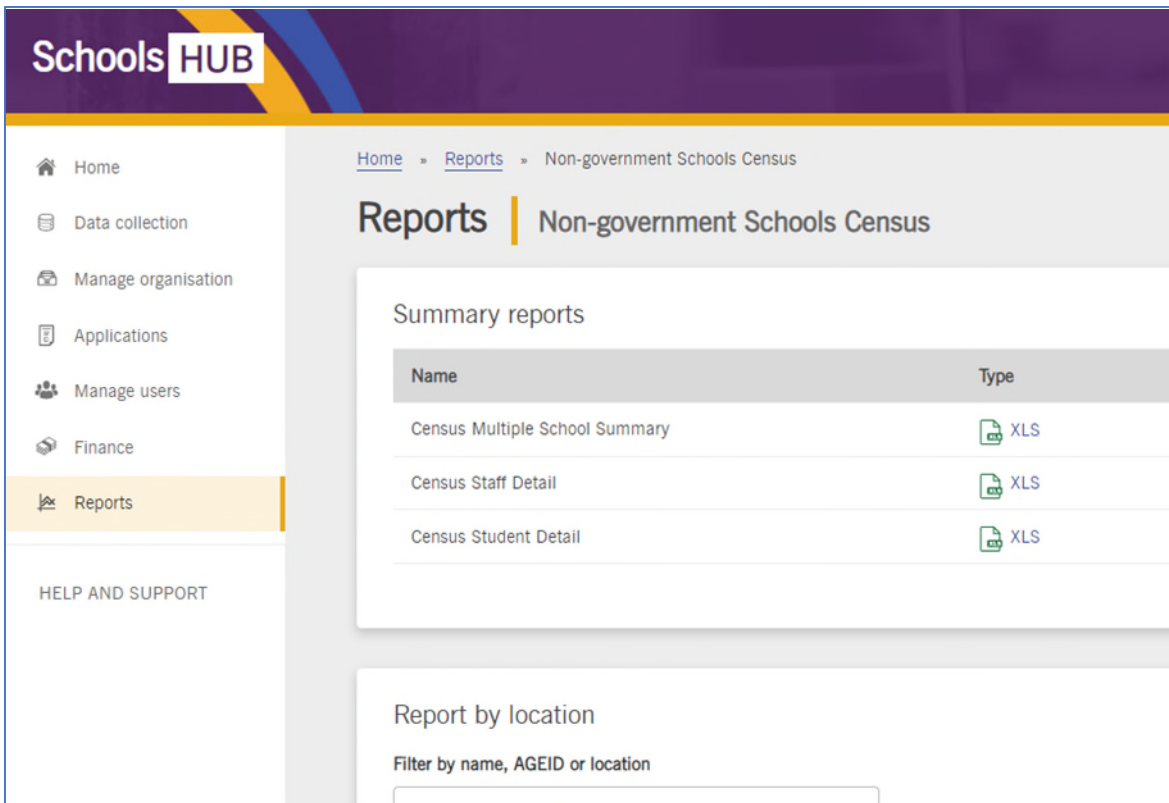 Schools HUB
Home
Data collection
Manage organisation
Applications
Manage users
Finance
Reports
HELP AND SUPPORT
Home » Reports » Non-government Schools Census
Reports | Non-government Schools Census
Summary reports
Name Type
Census Multiple School Summary XLS
Census Staff Detail XLS
Census Student Detail XLS
Report by location
Filter by name, AGEID or location